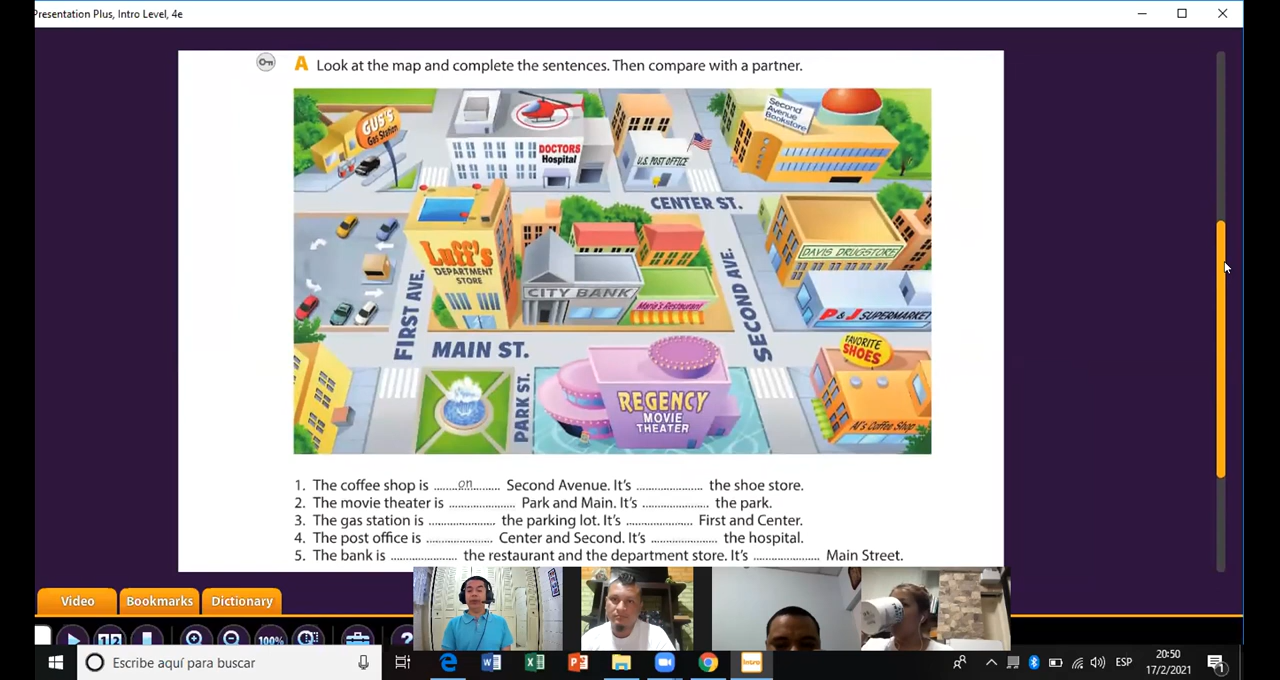 Presentation Plus, Intro Level, 4e
A Look at the map and complete the sentences. Then compare with a partner.
GUS'S
Gas Station
DOCTORS
Hospital
U.S. POST OFFICE
Second
Avenue
Bookstore
CENTER ST.
Luff's
DEPARTMENT
STORE
CITY BANK
Maria's Restaurant
DAVIS DRUGSTORE
P & J SUPERMARKET
FIRST AVE.
SECOND AVE.
MAIN ST.
PARK ST.
REGENCY
MOVIE
THEATER
FAVORITE
SHOES
Al's Coffee Shop
1. The coffee shop is ......on...... Second Avenue. It's .................... the shoe store.
2. The movie theater is .................... Park and Main. It's .................... the park.
3. The gas station is .................... the parking lot. It's .................... First and Center.
4. The post office is .................... Center and Second. It's .................... the hospital.
5. The bank is .................... the restaurant and the department store. It's .................... Main Street.
Video Bookmarks Dictionary
1|2 100% ?
Escribe aquí para buscar
Intro
ESP
20:50
17/2/2021
1